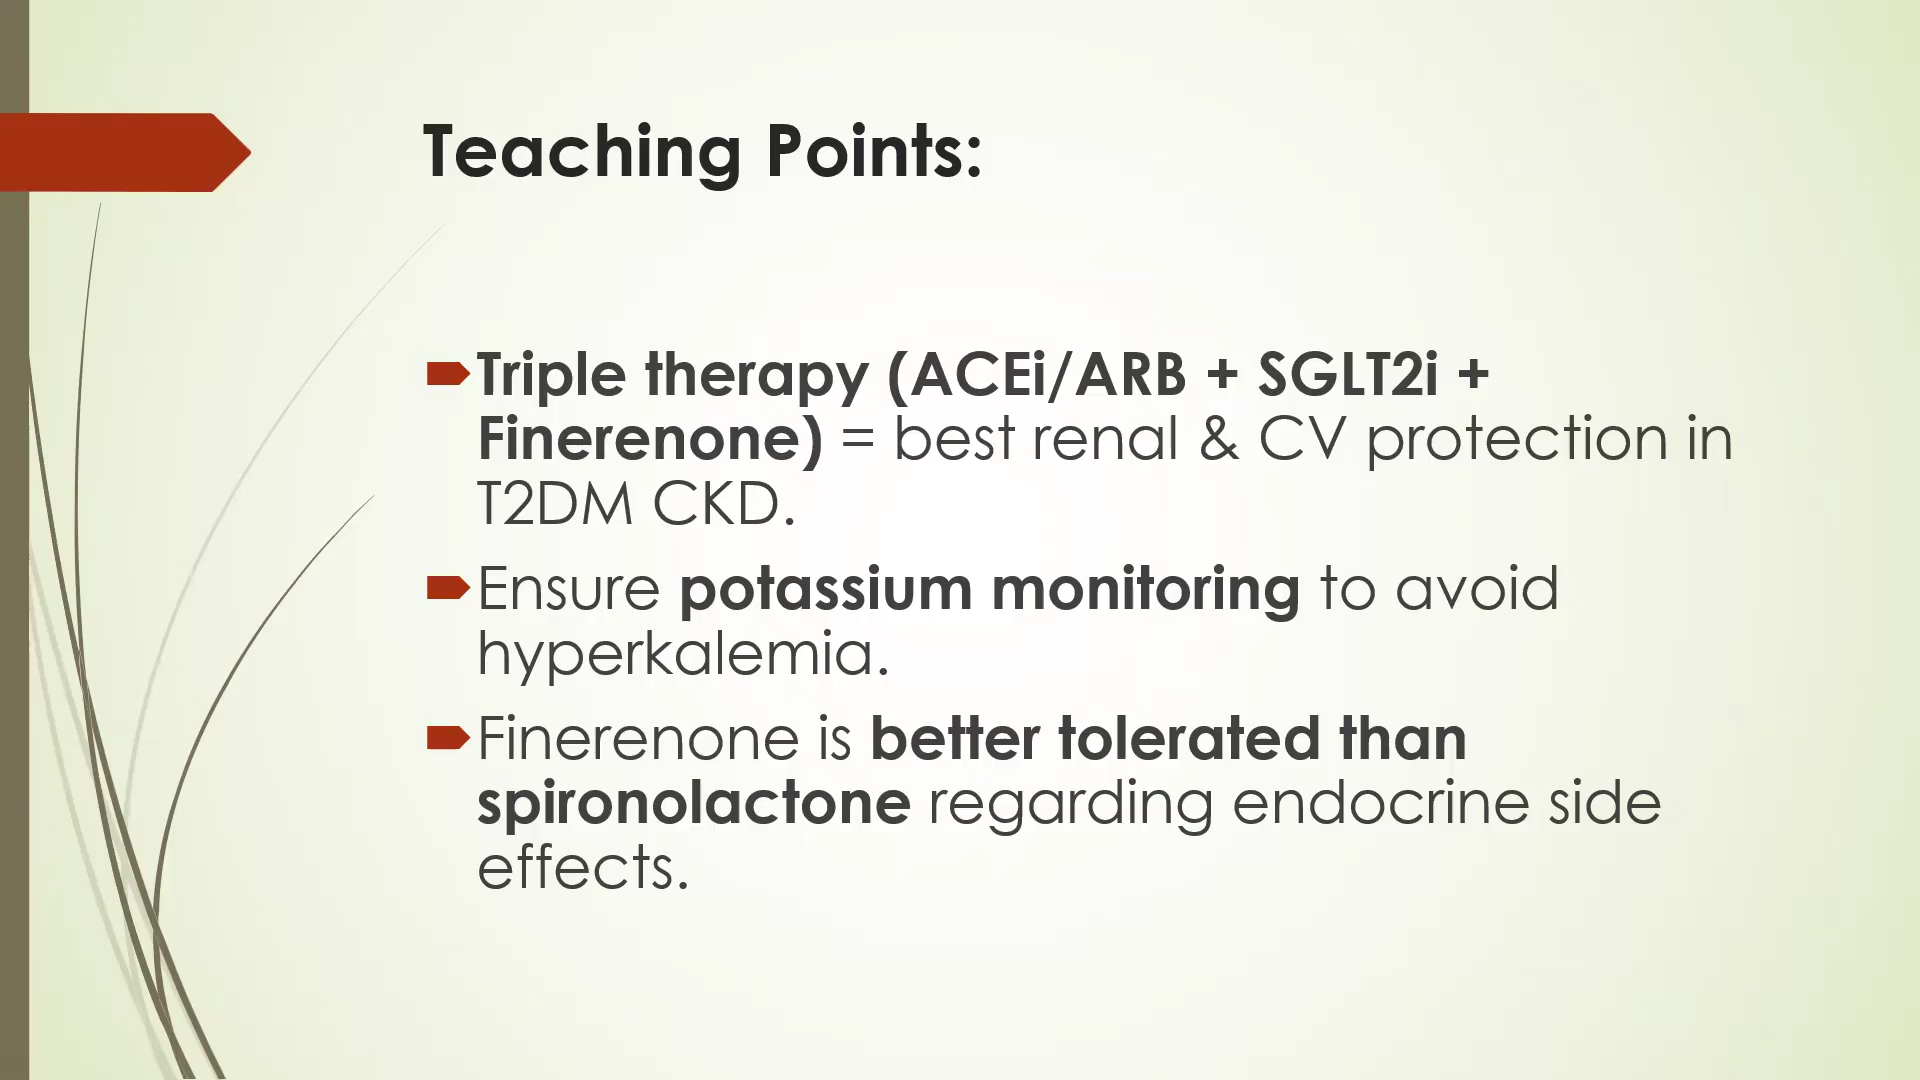 Teaching Points:
Triple therapy (ACEi/ARB + SGLT2i +
Finerenone) = best renal & CV protection in
T2DM CKD.
Ensure potassium monitoring to avoid
hyperkalemia.
Finerenone is better tolerated than
spironolactone regarding endocrine side
effects.